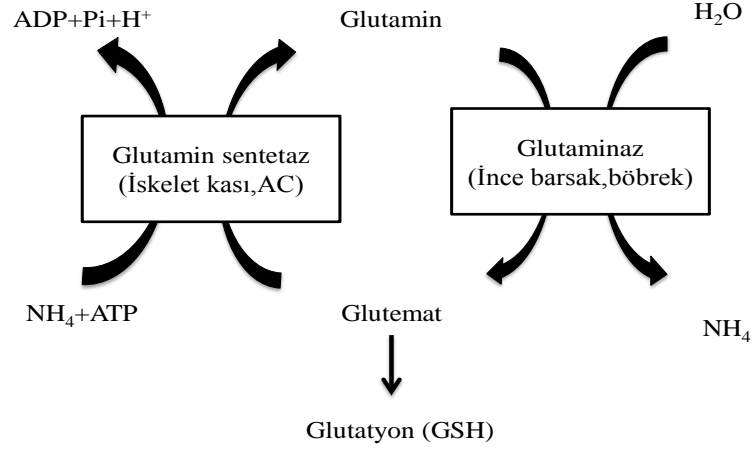 ADP+Pi+H⁺
Glutamin
H₂O
Glutamin sentetaz
(İskelet kası,AC)
Glutaminaz
(İnce barsak,böbrek)
NH₄+ATP
Glutemat
NH₄
Glutatyon (GSH)